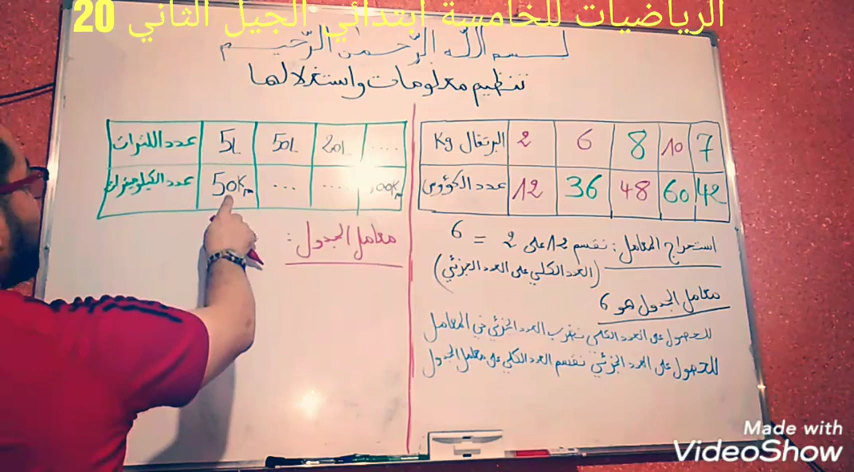 الرياضيات للخامسة ابتدائي الجيل الثاني 20
بسم الله الرحمن الرحيم
تنظيم معلومات واستغلالها
البرتقال Kg 2 6 8 10 7
عدد الكؤوس 12 36 48 60 42
استخراج المعامل: نقسم 12 على 2 = 6
(العدد الكلي على العدد الجزئي)
معامل الجدول هو 6
للحصول على العدد الكلي نضرب العدد الجزئي في المعامل
للحصول على العدد الجزئي نقسم العدد الكلي على معامل الجدول
عدد اللترات 5L 50L 20L ....
عدد الكيلومترات 50Km ... ... 00Km
معامل الجدول:
Made with
VideoShow